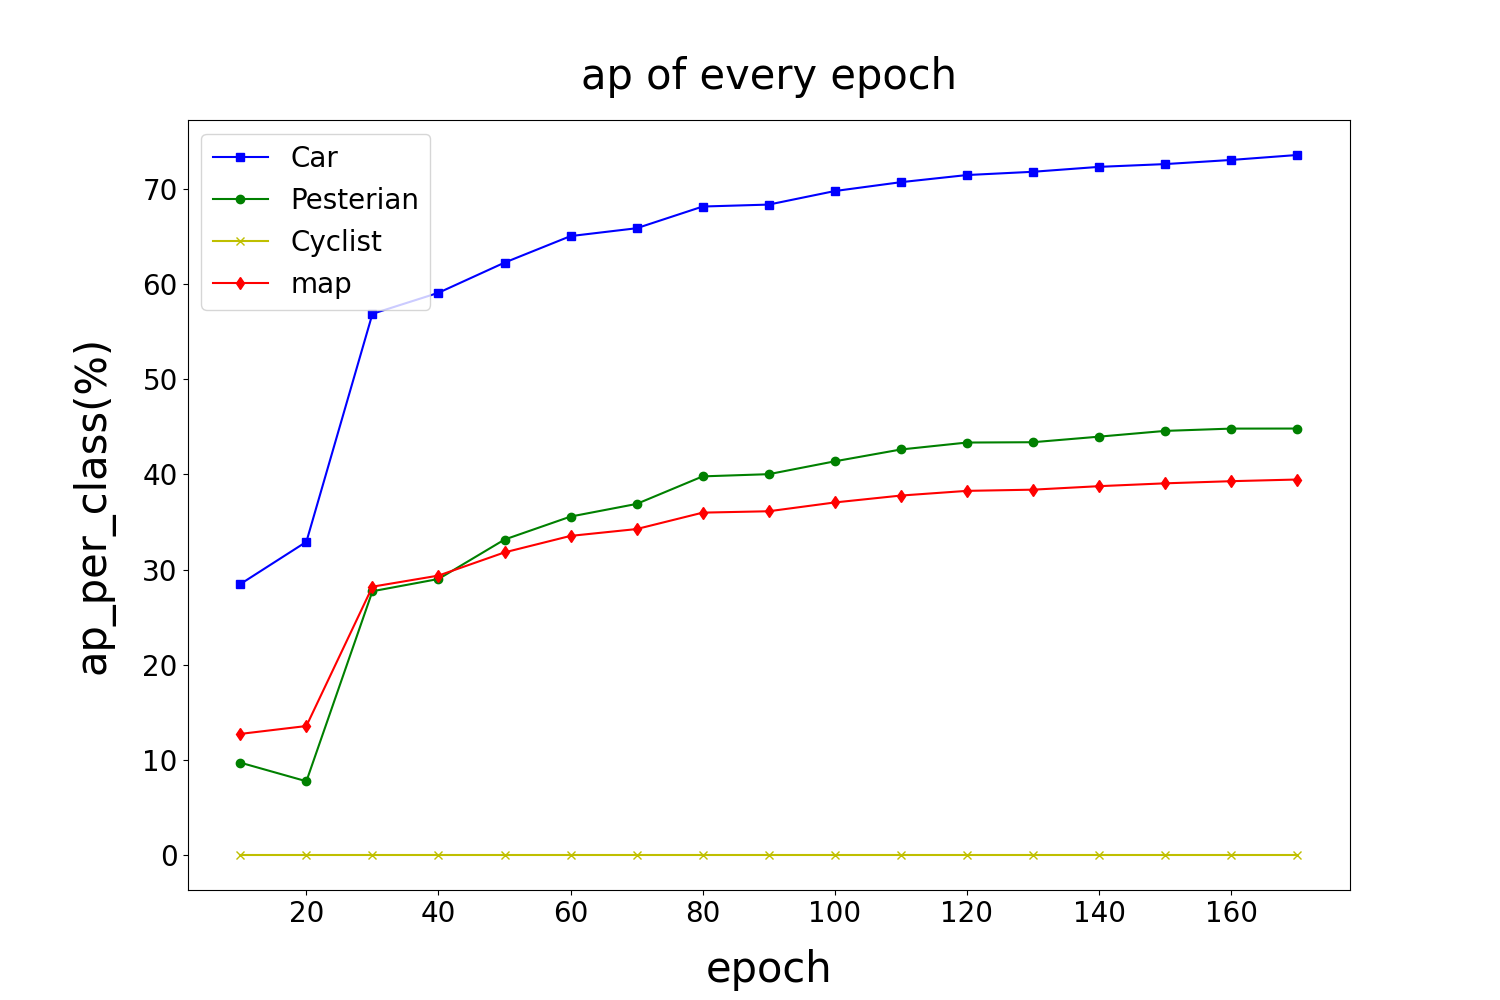 ap of every epoch
Car
Pesterian
Cyclist
map
ap_per_class(%)
70
60
50
40
30
20
10
0
20 40 60 80 100 120 140 160
epoch